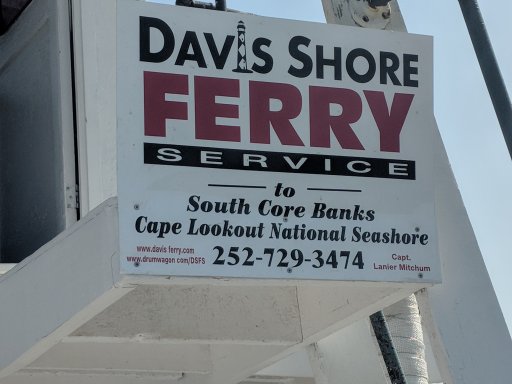 DAVIS SHORE
FERRY
SERVICE
to
South Core Banks
Cape Lookout National Seashore
www.davis ferry.com
www.drumwagon.com/DSFS
252-729-3474
Capt.
Lanier Mitchum